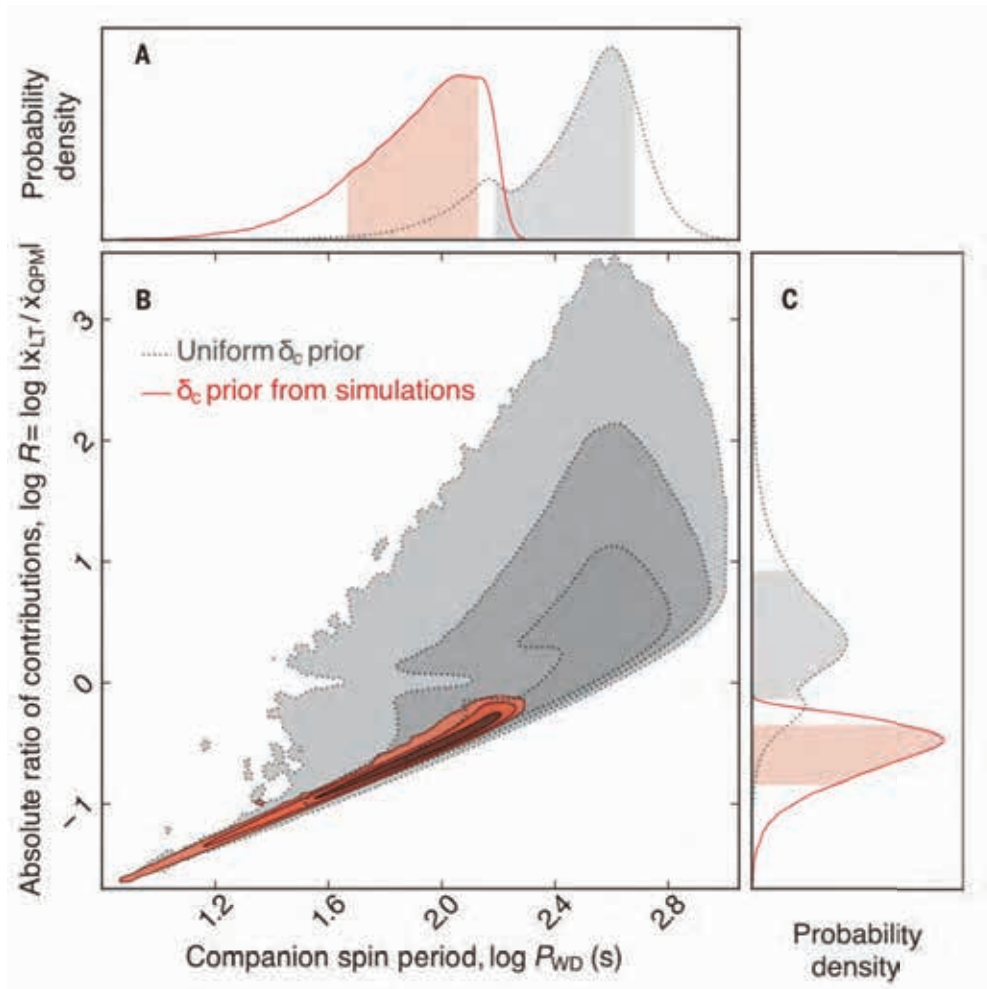 A
Probability
density
Absolute ratio of contributions, log R= log |ẋLT / ẋQPM|
B
Uniform δc prior
δc prior from simulations
C
3
2
1
0
-1
1.2
1.6
2.0
2.4
2.8
Companion spin period, log PWD (s)
Probability
density